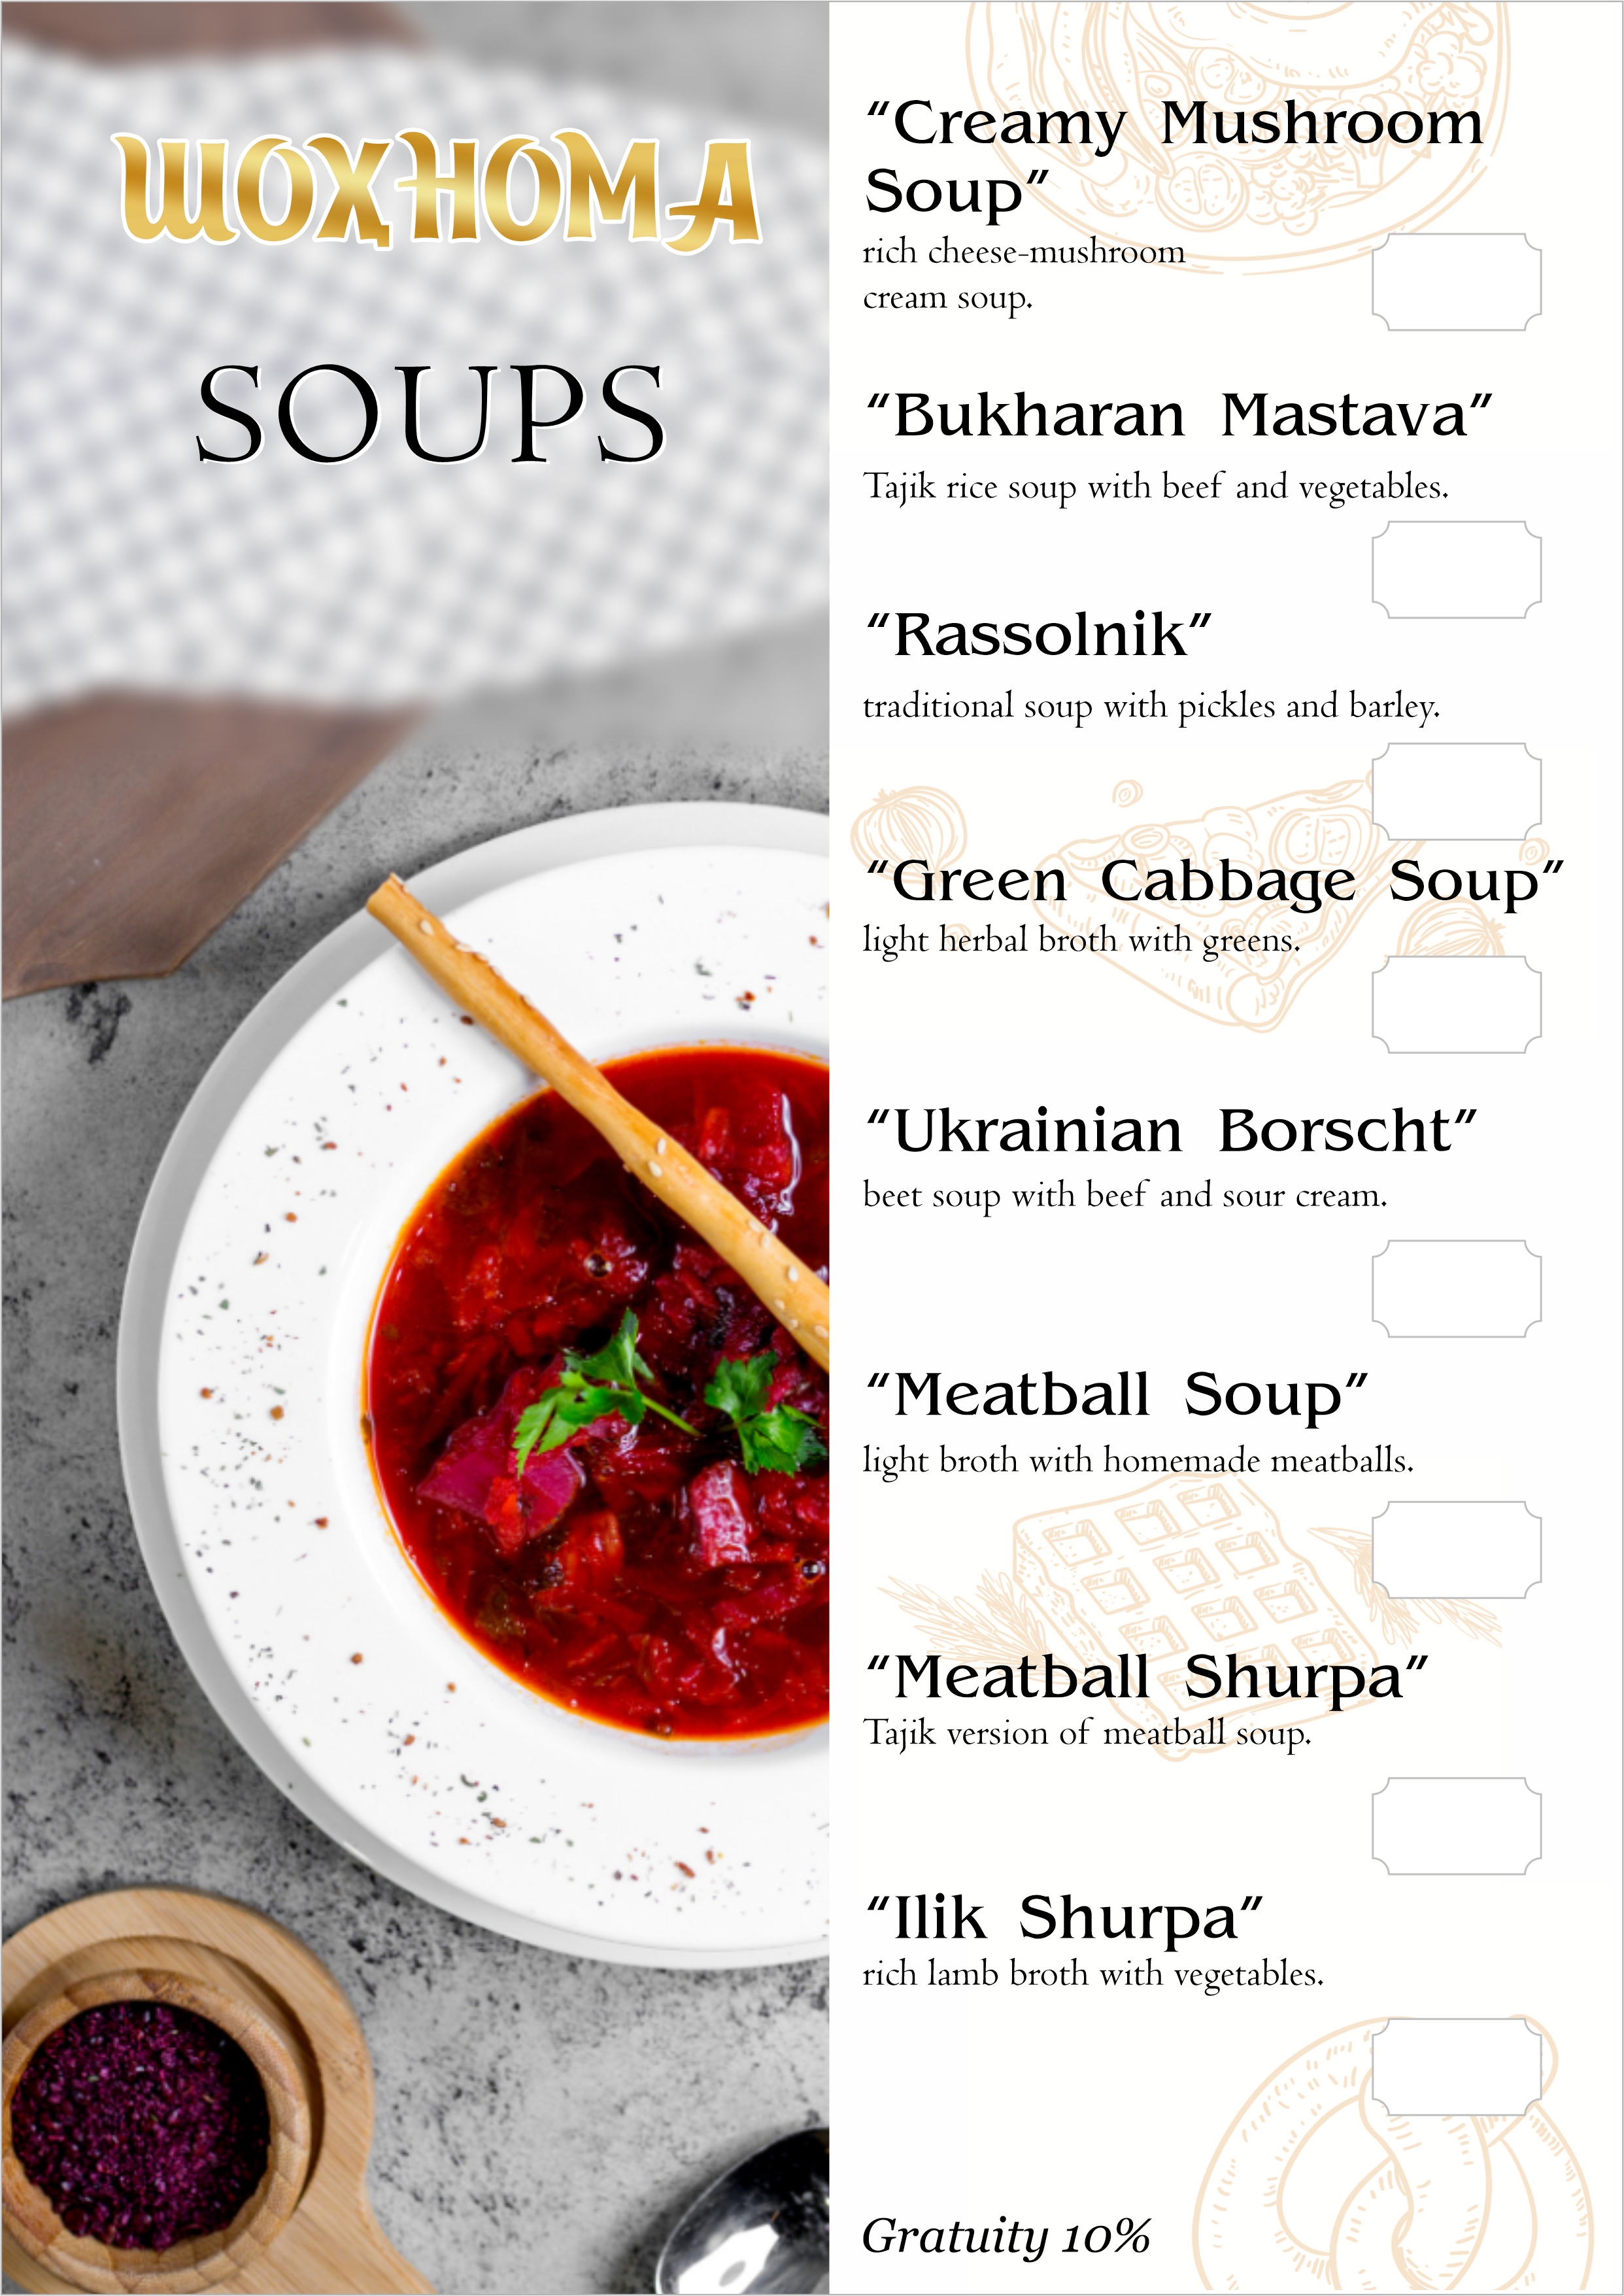 ШОҲНОМА
SOUPS
“Creamy Mushroom
Soup”
rich cheese-mushroom
cream soup.
“Bukharan Mastava”
Tajik rice soup with beef and vegetables.
“Rassolnik”
traditional soup with pickles and barley.
“Green Cabbage Soup”
light herbal broth with greens.
“Ukrainian Borscht”
beet soup with beef and sour cream.
“Meatball Soup”
light broth with homemade meatballs.
“Meatball Shurpa”
Tajik version of meatball soup.
“Ilik Shurpa”
rich lamb broth with vegetables.
Gratuity 10%